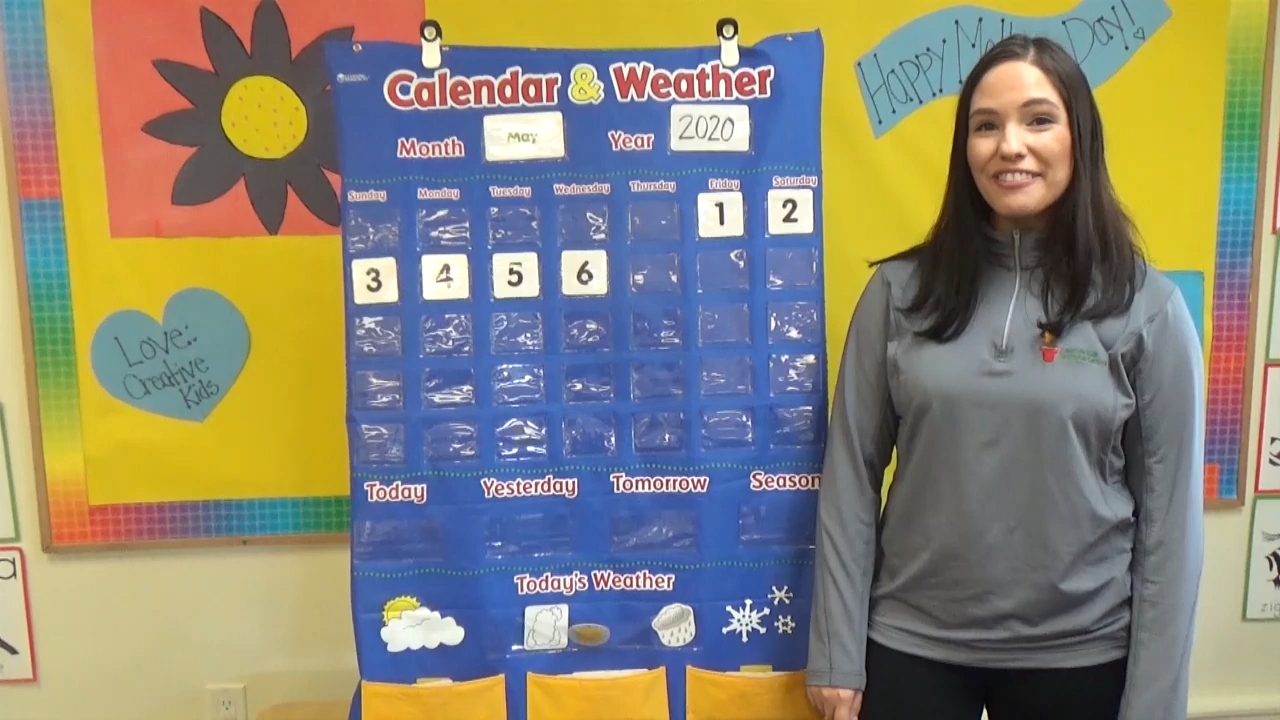 Calendar & Weather
Month May Year 2020
Sunday Monday Tuesday Wednesday Thursday Friday Saturday
1 2
3 4 5 6
Today Yesterday Tomorrow Season
Today's Weather
Happy Day!
Love:
Creative
Kids